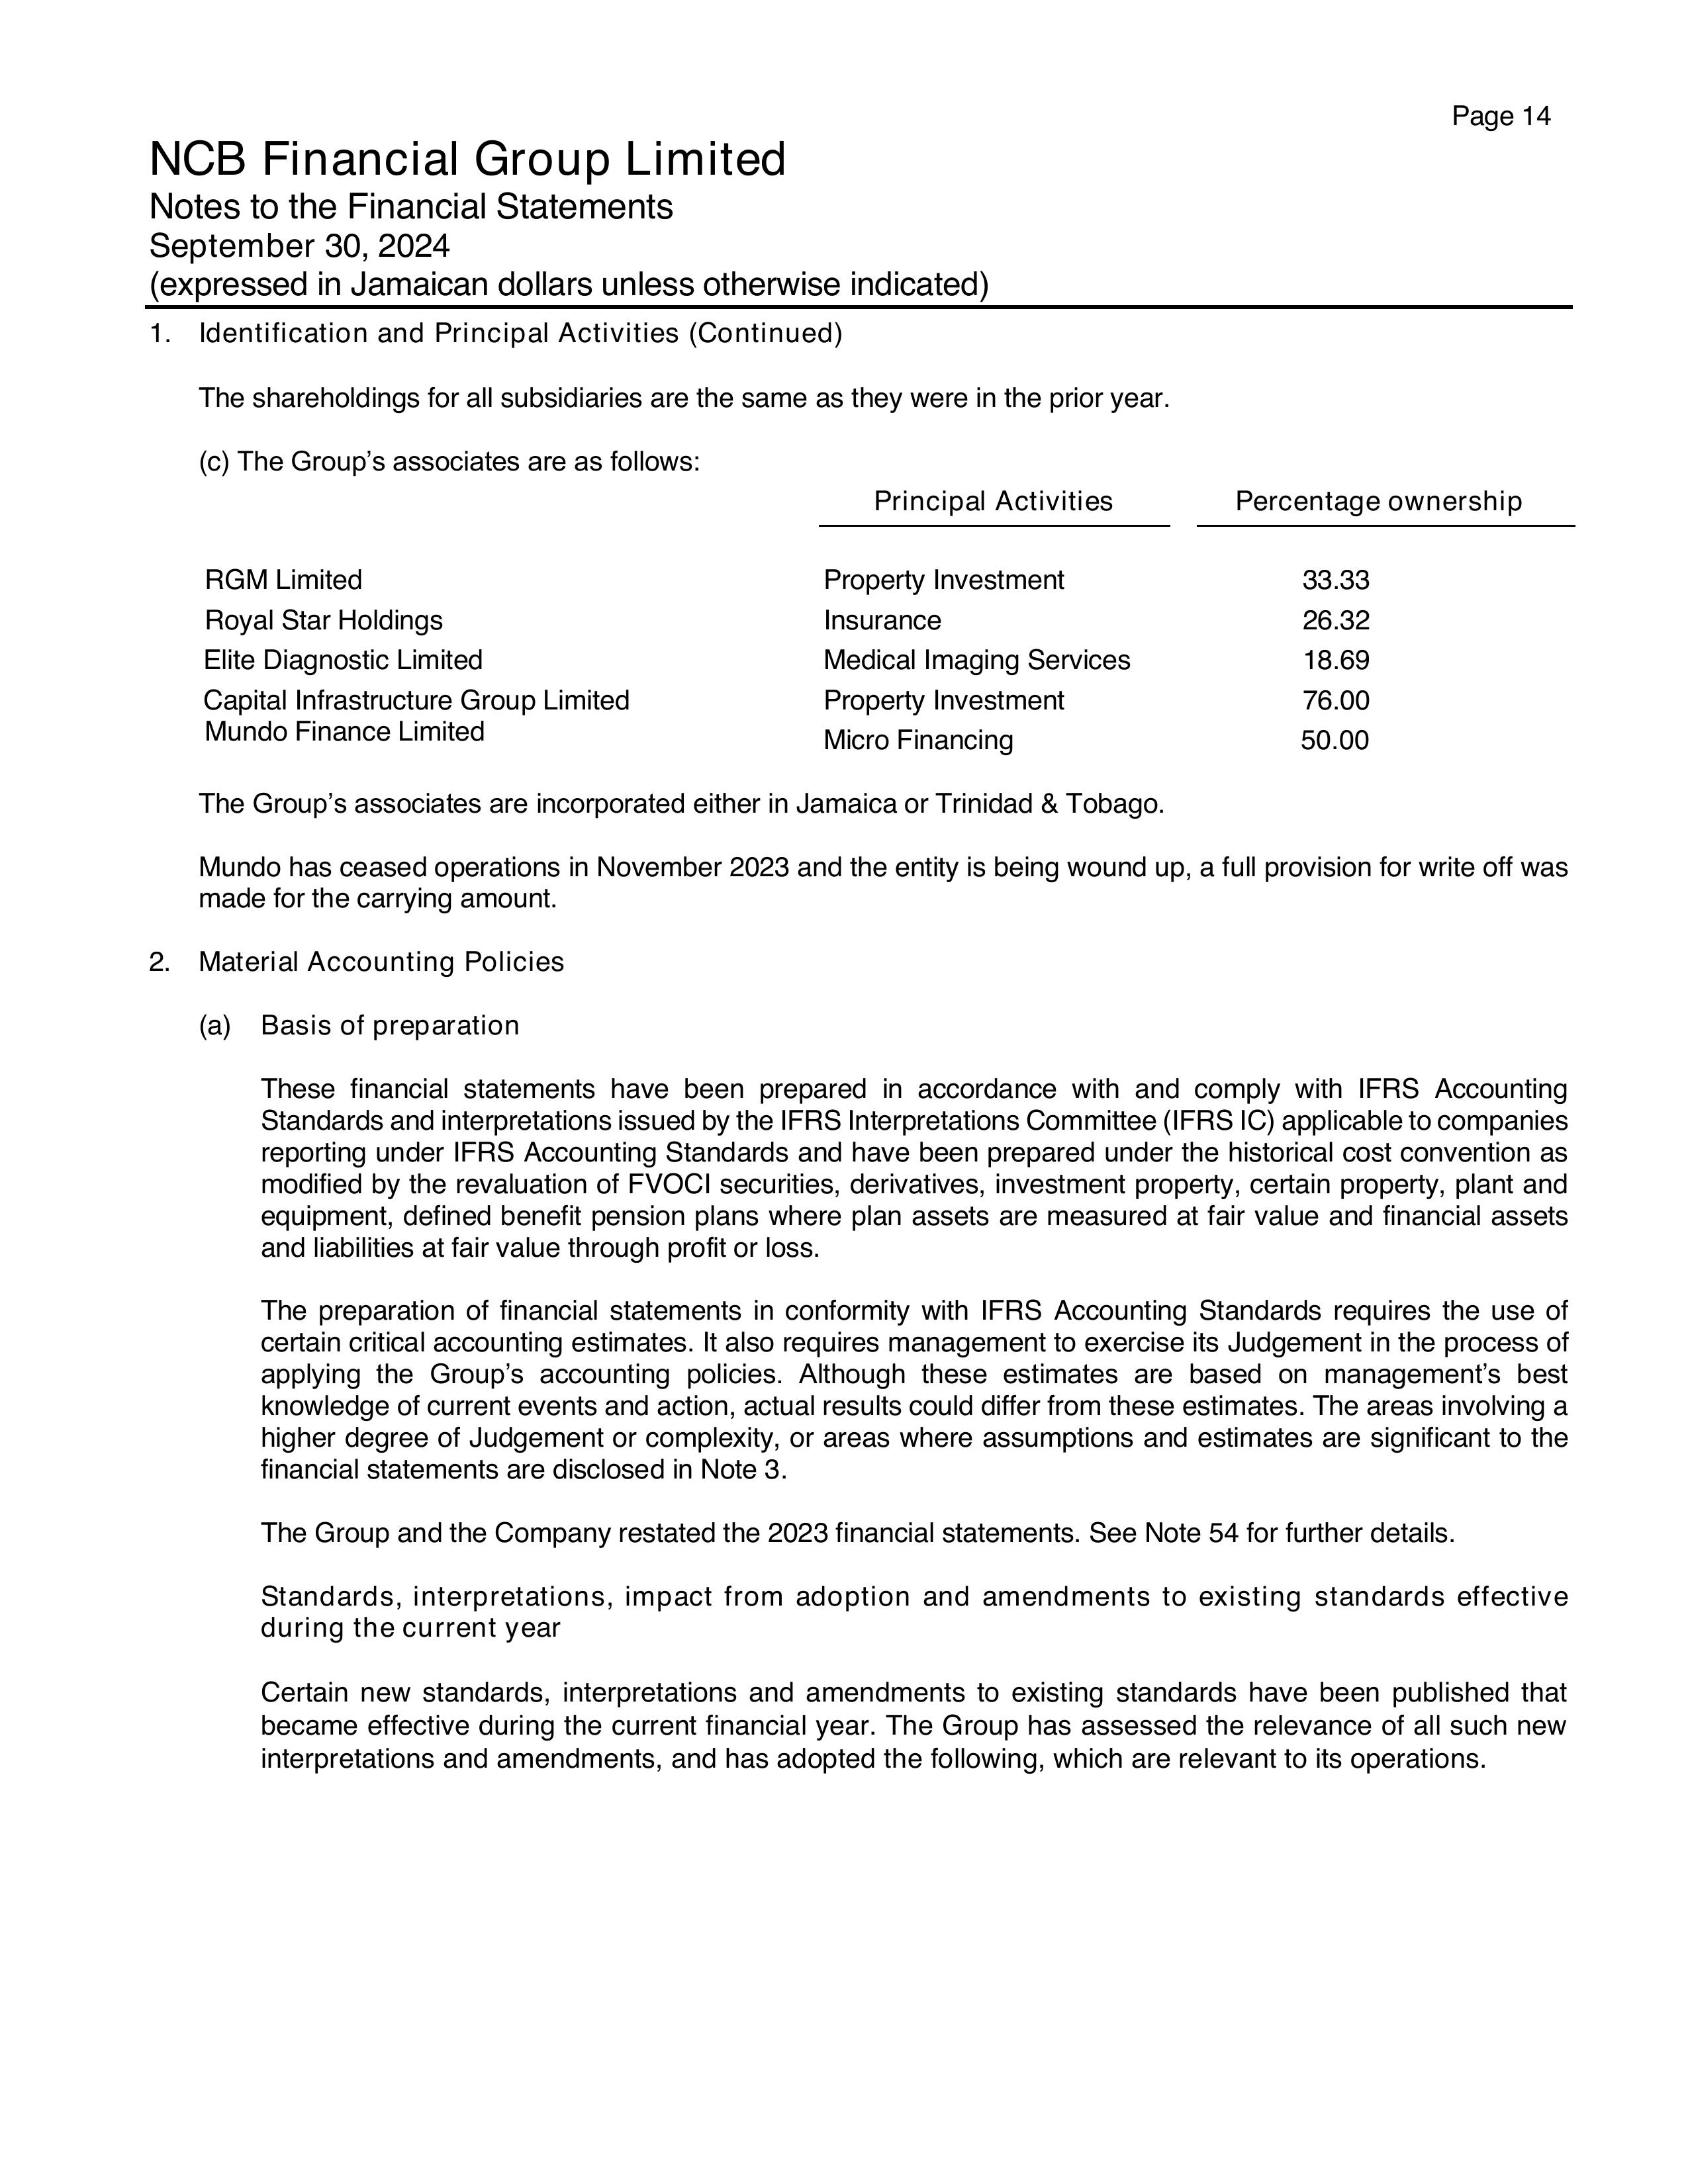 Page 14
NCB Financial Group Limited
Notes to the Financial Statements
September 30, 2024
(expressed in Jamaican dollars unless otherwise indicated)
1. Identification and Principal Activities (Continued)
The shareholdings for all subsidiaries are the same as they were in the prior year.
(c) The Group’s associates are as follows:
Principal Activities Percentage ownership
RGM Limited Property Investment 33.33
Royal Star Holdings Insurance 26.32
Elite Diagnostic Limited Medical Imaging Services 18.69
Capital Infrastructure Group Limited Property Investment 76.00
Mundo Finance Limited Micro Financing 50.00
The Group’s associates are incorporated either in Jamaica or Trinidad & Tobago.
Mundo has ceased operations in November 2023 and the entity is being wound up, a full provision for write off was
made for the carrying amount.
2. Material Accounting Policies
(a) Basis of preparation
These financial statements have been prepared in accordance with and comply with IFRS Accounting
Standards and interpretations issued by the IFRS Interpretations Committee (IFRS IC) applicable to companies
reporting under IFRS Accounting Standards and have been prepared under the historical cost convention as
modified by the revaluation of FVOCI securities, derivatives, investment property, certain property, plant and
equipment, defined benefit pension plans where plan assets are measured at fair value and financial assets
and liabilities at fair value through profit or loss.
The preparation of financial statements in conformity with IFRS Accounting Standards requires the use of
certain critical accounting estimates. It also requires management to exercise its Judgement in the process of
applying the Group’s accounting policies. Although these estimates are based on management’s best
knowledge of current events and action, actual results could differ from these estimates. The areas involving a
higher degree of Judgement or complexity, or areas where assumptions and estimates are significant to the
financial statements are disclosed in Note 3.
The Group and the Company restated the 2023 financial statements. See Note 54 for further details.
Standards, interpretations, impact from adoption and amendments to existing standards effective
during the current year
Certain new standards, interpretations and amendments to existing standards have been published that
became effective during the current financial year. The Group has assessed the relevance of all such new
interpretations and amendments, and has adopted the following, which are relevant to its operations.